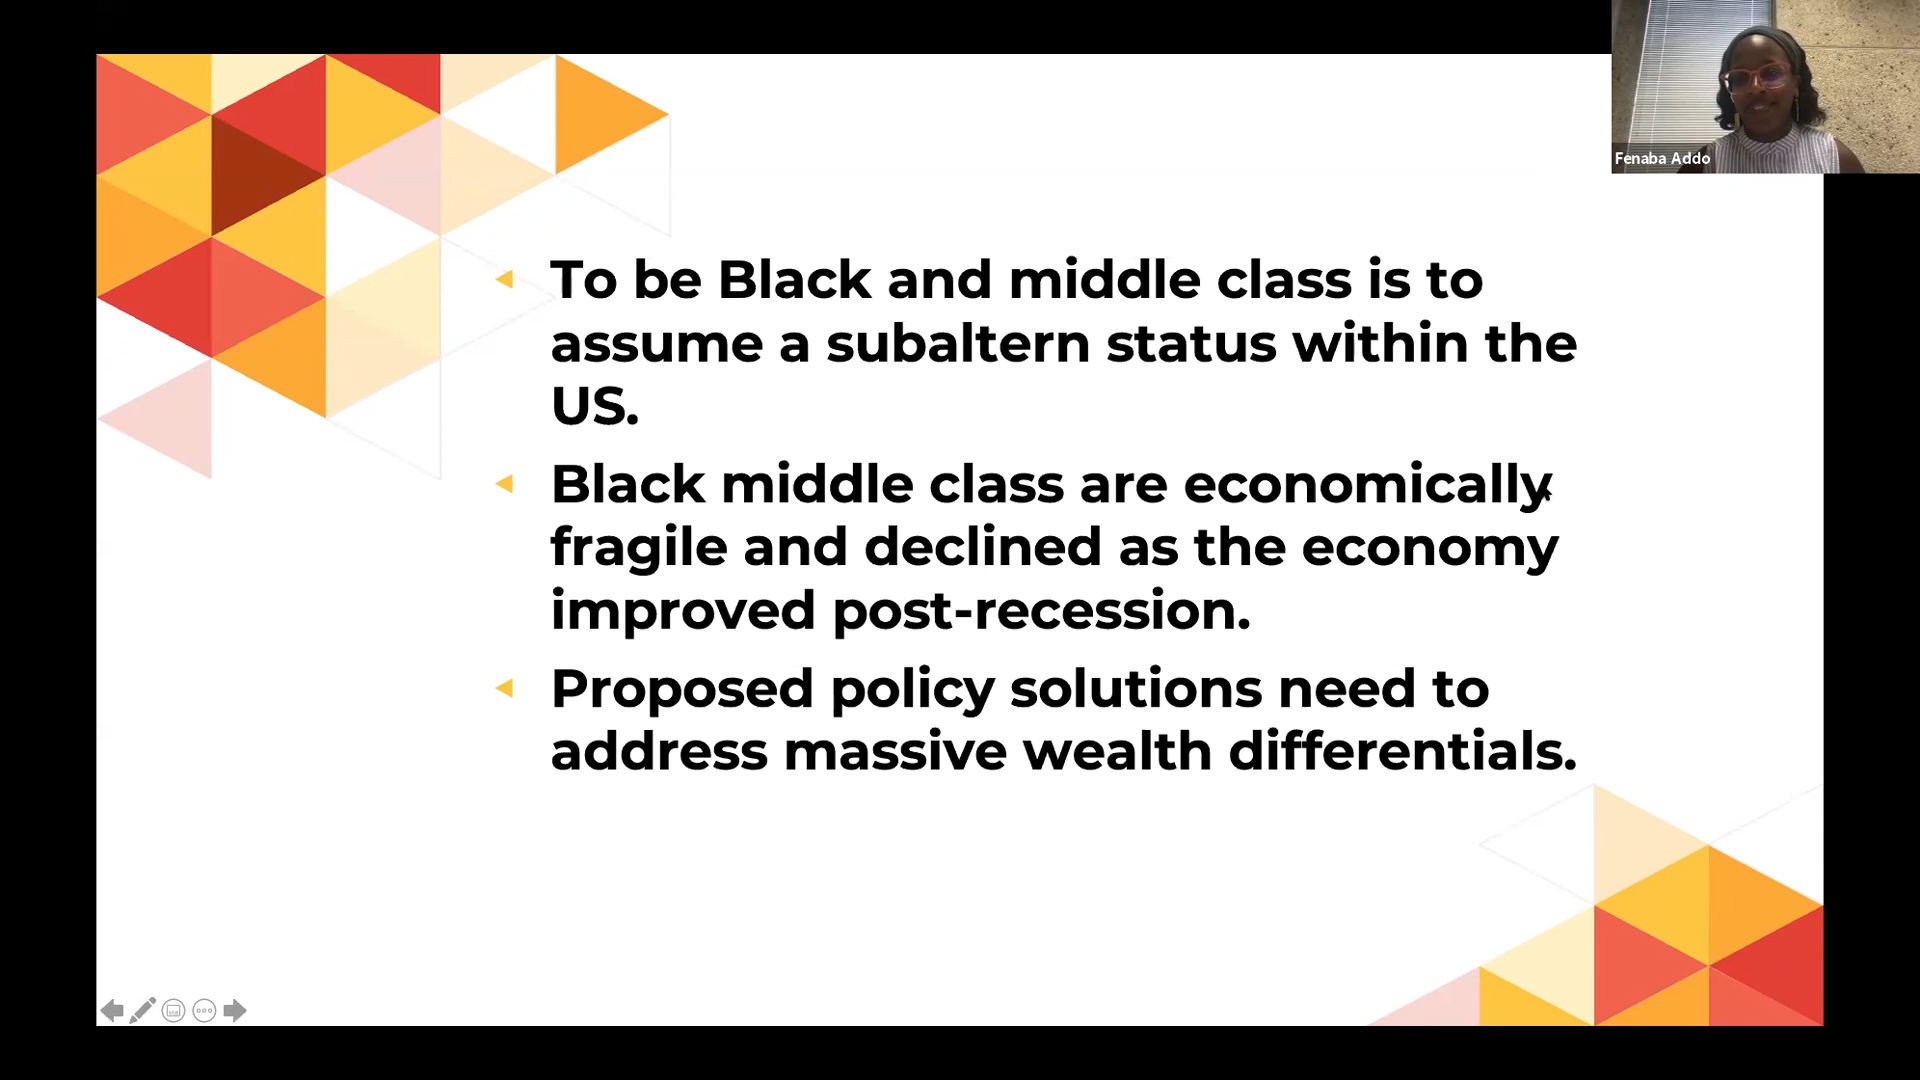 Fenaba Addo
To be Black and middle class is to
assume a subaltern status within the
US.
Black middle class are economically
fragile and declined as the economy
improved post-recession.
Proposed policy solutions need to
address massive wealth differentials.